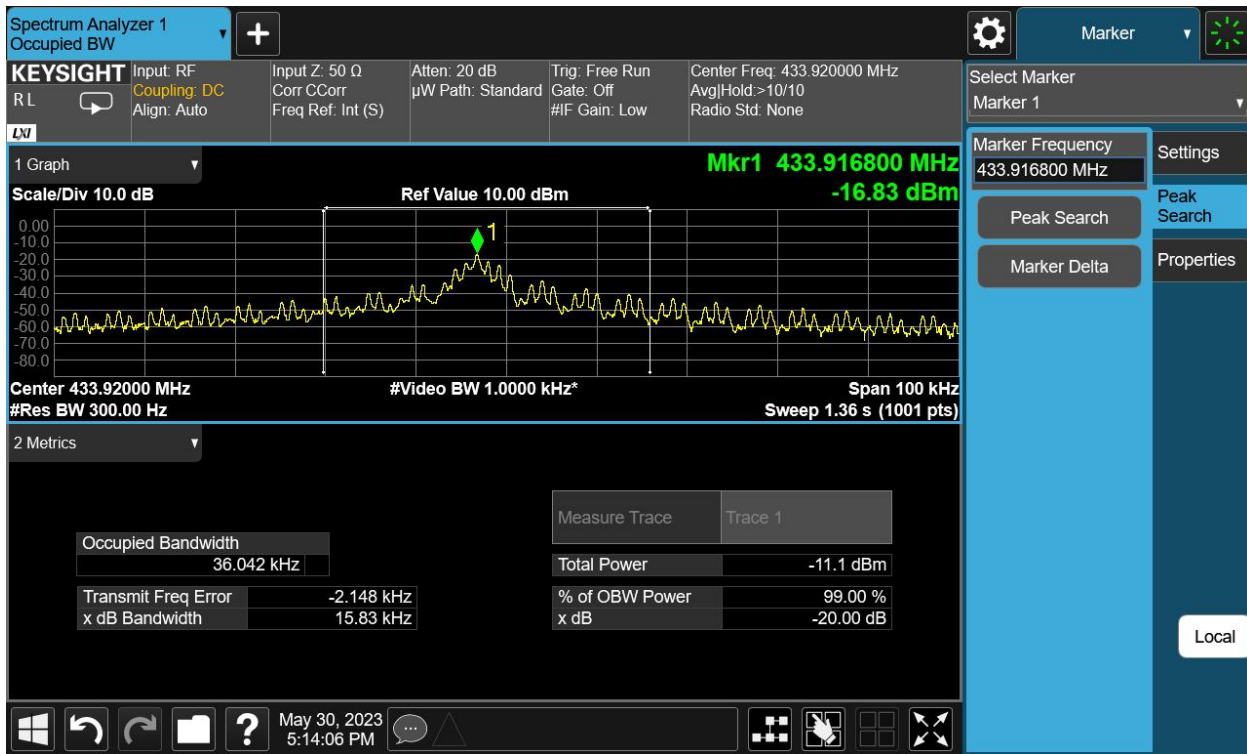 Spectrum Analyzer 1
Occupied BW
+
Marker
KEYSIGHT
R L
LXI
Input: RF
Coupling: DC
Align: Auto
Input Z: 50 Ω
Corr CCorr
Freq Ref: Int (S)
Atten: 20 dB
µW Path: Standard
Trig: Free Run
Gate: Off
#IF Gain: Low
Center Freq: 433.920000 MHz
Avg|Hold:>10/10
Radio Std: None
Select Marker
Marker 1
Marker Frequency
433.916800 MHz
Peak Search
Marker Delta
Settings
Peak
Search
Properties
Local
1 Graph
Mkr1 433.916800 MHz
Scale/Div 10.0 dB
Ref Value 10.00 dBm
-16.83 dBm
1
0.00
-10.0
-20.0
-30.0
-40.0
-50.0
-60.0
-70.0
-80.0
Center 433.92000 MHz
#Video BW 1.0000 kHz*
Span 100 kHz
#Res BW 300.00 Hz
Sweep 1.36 s (1001 pts)
2 Metrics
Measure Trace
Trace 1
Occupied Bandwidth
36.042 kHz
Total Power -11.1 dBm
Transmit Freq Error -2.148 kHz
% of OBW Power 99.00 %
x dB Bandwidth 15.83 kHz
x dB -20.00 dB
?
May 30, 2023
5:14:06 PM